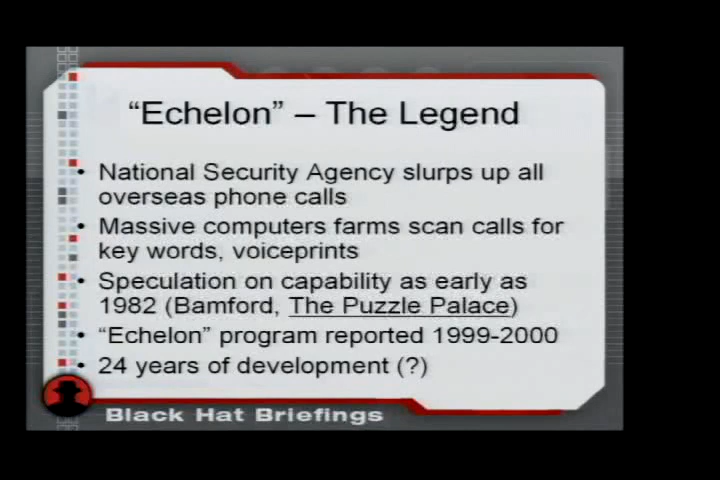 “Echelon” – The Legend
• National Security Agency slurps up all
overseas phone calls
• Massive computers farms scan calls for
key words, voiceprints
• Speculation on capability as early as
1982 (Bamford, The Puzzle Palace)
• “Echelon” program reported 1999-2000
• 24 years of development (?)
Black Hat Briefings